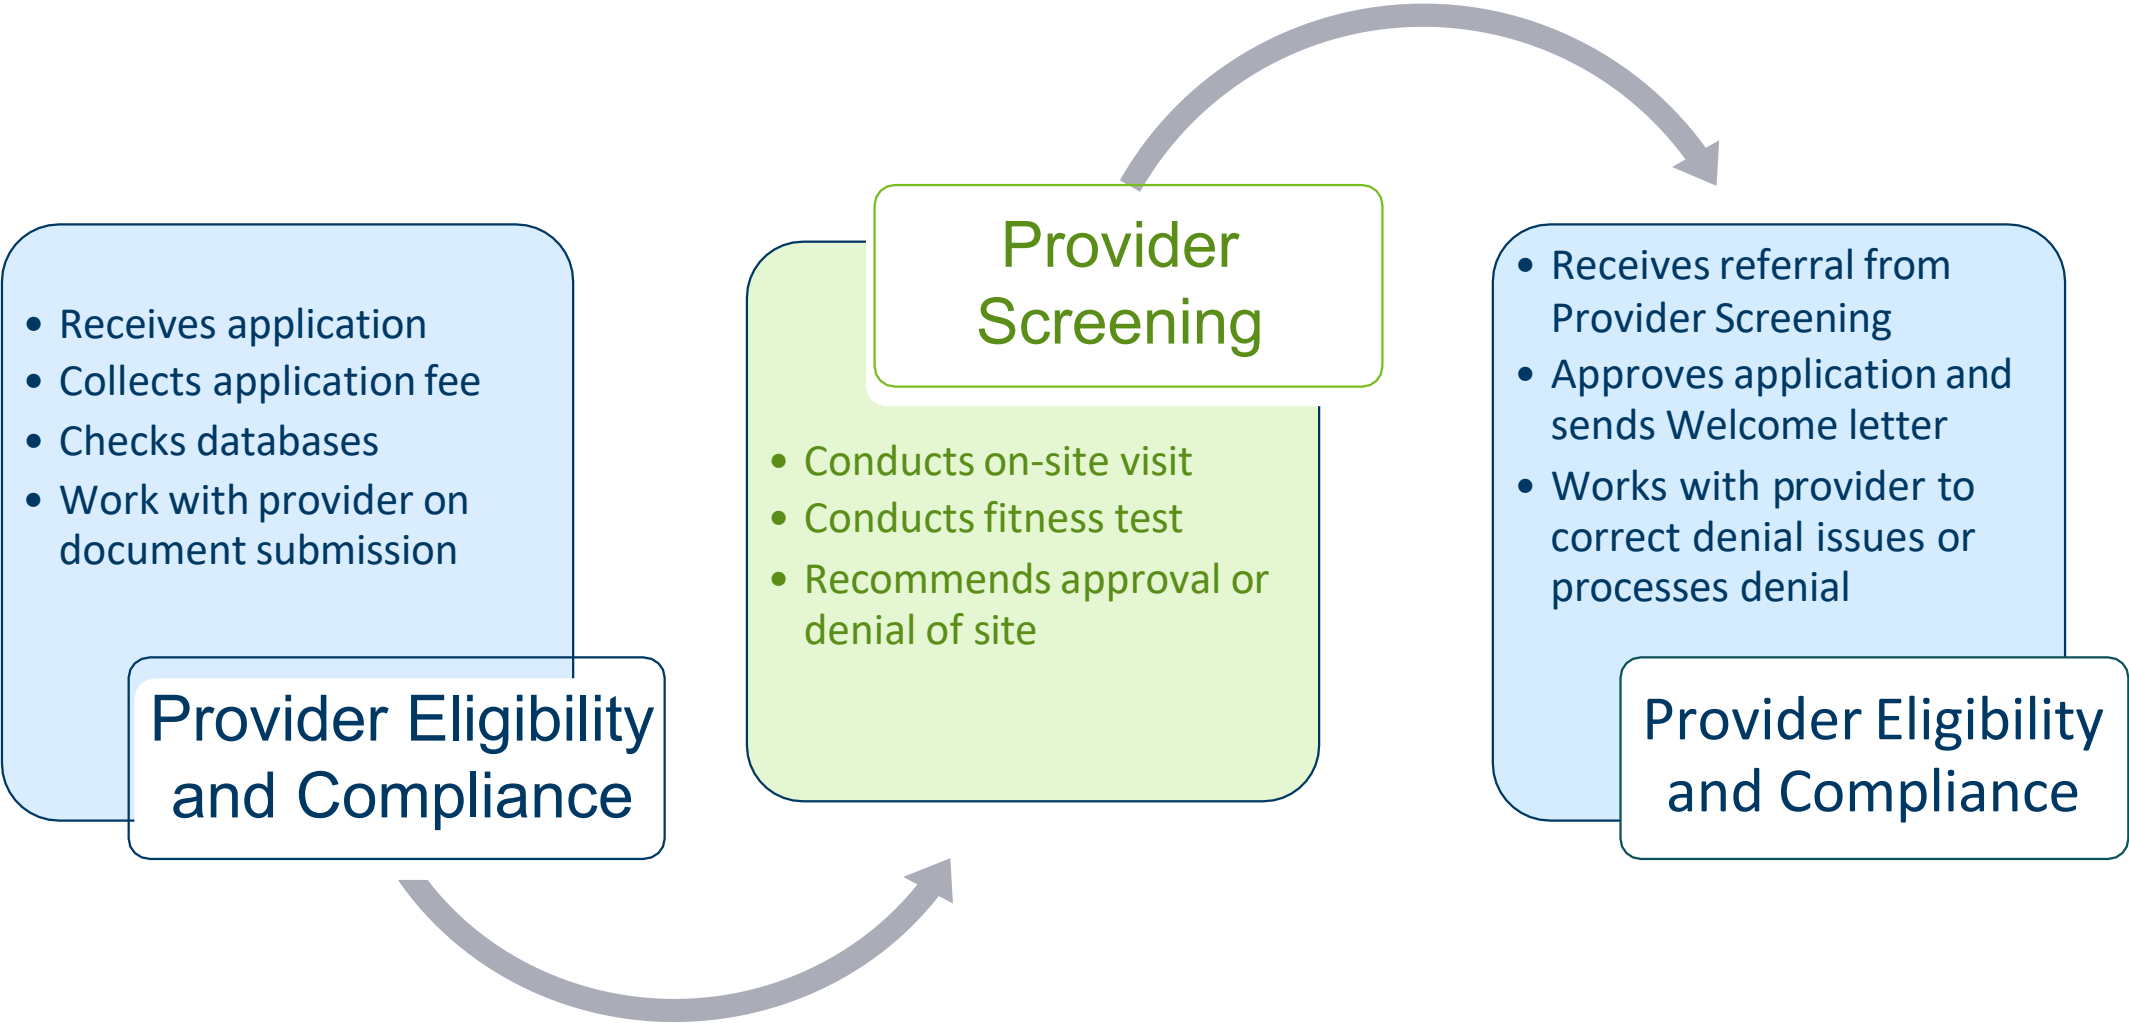 • Receives application
• Collects application fee
• Checks databases
• Work with provider on
document submission
Provider Eligibility
and Compliance
Provider
Screening
• Conducts on-site visit
• Conducts fitness test
• Recommends approval or
denial of site
• Receives referral from
Provider Screening
• Approves application and
sends Welcome letter
• Works with provider to
correct denial issues or
processes denial
Provider Eligibility
and Compliance